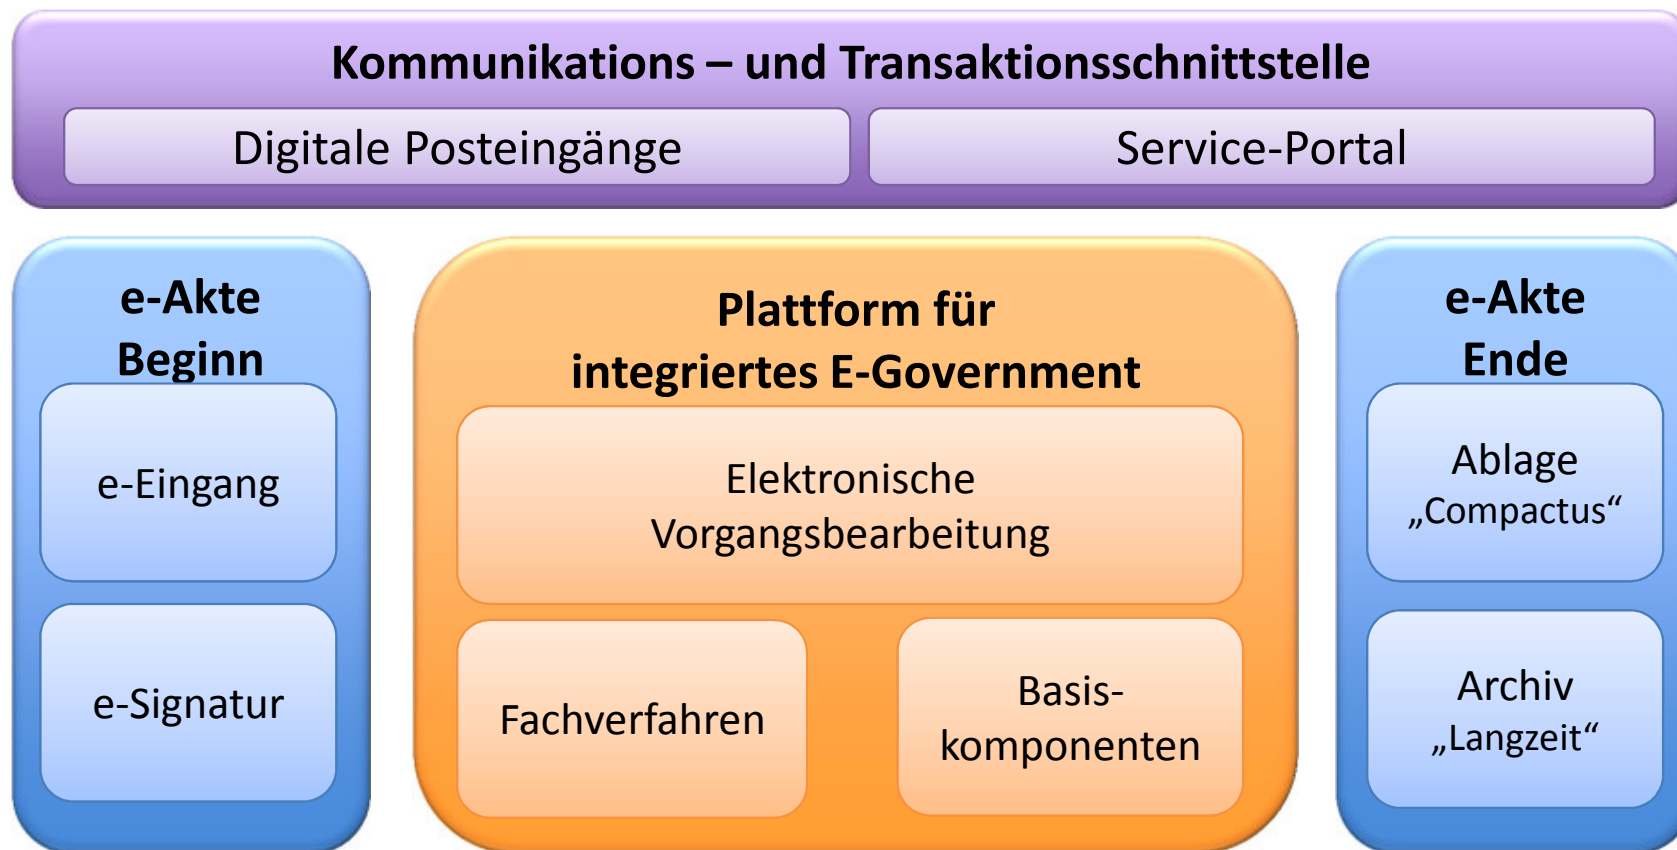 Kommunikations – und Transaktionsschnittstelle
Digitale Posteingänge
Service-Portal
e-Akte
Beginn
e-Eingang
e-Signatur
Plattform für
integriertes E-Government
Elektronische
Vorgangsbearbeitung
Fachverfahren
Basis-
komponenten
e-Akte
Ende
Ablage
„Compactus“
Archiv
„Langzeit“